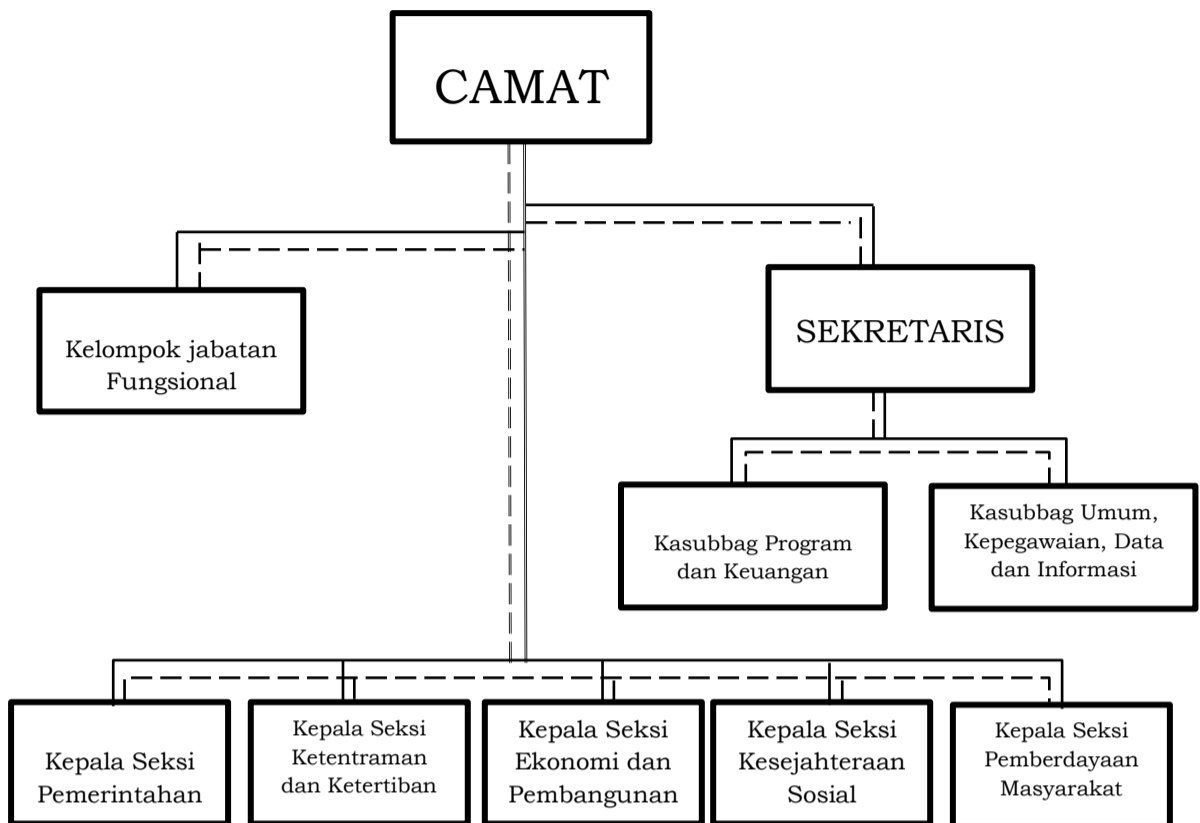 CAMAT
Kelompok jabatan
Fungsional
SEKRETARIS
Kasubbag Program
dan Keuangan
Kasubbag Umum,
Kepegawaian, Data
dan Informasi
Kepala Seksi
Pemerintahan
Kepala Seksi
Ketentraman
dan Ketertiban
Kepala Seksi
Ekonomi dan
Pembangunan
Kepala Seksi
Kesejahteraan
Sosial
Kepala Seksi
Pemberdayaan
Masyarakat